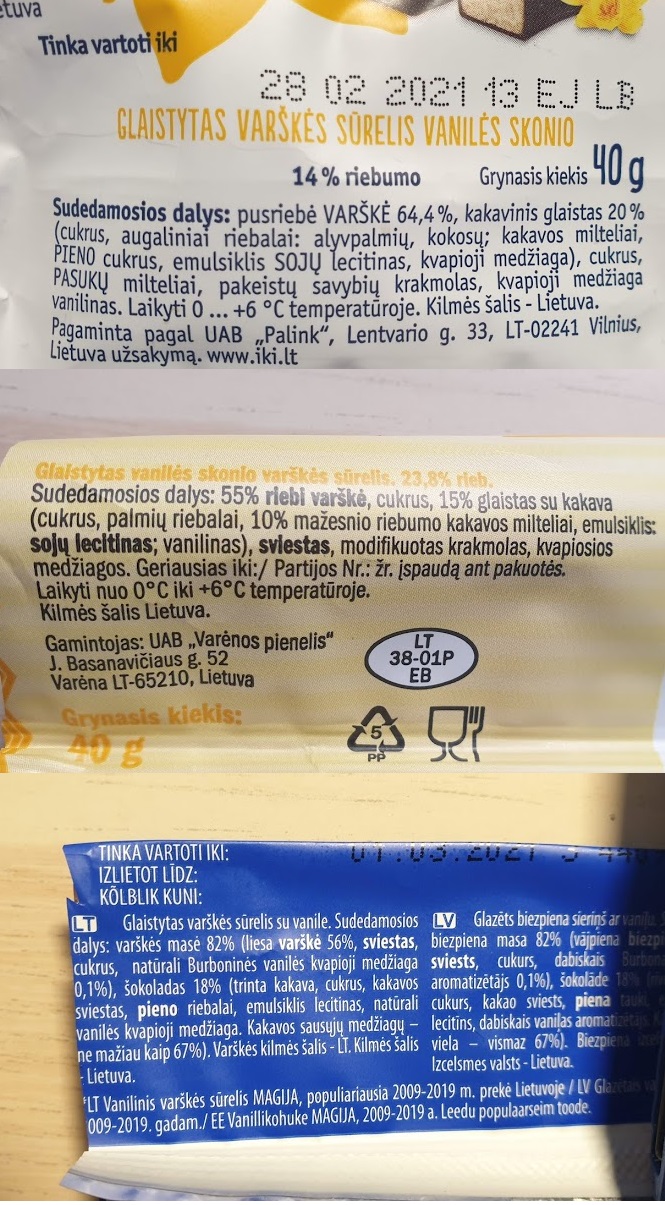 etuva
Tinka vartoti iki
28 02 2021 13 EJ LB
GLAISTYTAS VARŠKĖS SŪRELIS VANILĖS SKONIO
14 % riebumo Grynasis kiekis 40 g
Sudedamosios dalys: pusriebė VARŠKĖ 64,4 %, kakavinis glaistas 20 %
(cukrus, augaliniai riebalai: alyvpalmių, kokosų; kakavos milteliai,
PIENO cukrus, emulsiklis SOJŲ lecitinas, kvapioji medžiaga), cukrus,
PASUKŲ milteliai, pakeistų savybių krakmolas, kvapioji medžiaga
vanilinas. Laikyti 0 ... +6 °C temperatūroje. Kilmės šalis - Lietuva.
Pagaminta pagal UAB „Palink“, Lentvario g. 33, LT-02241 Vilnius,
Lietuva užsakymą. www.iki.lt
Glaistytas vanilės skonio varškės sūrelis. 23,8% rieb.
Sudedamosios dalys: 55% riebi varškė, cukrus, 15% glaistas su kakava
(cukrus, palmių riebalai, 10% mažesnio riebumo kakavos milteliai, emulsiklis:
sojų lecitinas; vanilinas), sviestas, modifikuotas krakmolas, kvapiosios
medžiagos. Geriausias iki:/ Partijos Nr.: žr. įspaudą ant pakuotės.
Laikyti nuo 0°C iki +6°C temperatūroje.
Kilmės šalis Lietuva.
Gamintojas: UAB „Varėnos pienelis“
J. Basanavičiaus g. 52
Varėna LT-65210, Lietuva
LT
38-01P
EB
Grynasis kiekis:
40 g
5
PP
TINKA VARTOTI IKI:
IZLIETOT LĪDZ:
KÕLBLIK KUNI:
LT Glaistytas varškės sūrelis su vanile. Sudedamosios
dalys: varškės masė 82% (liesa varškė 56%, sviestas,
cukrus, natūrali Burboninės vanilės kvapioji medžiaga
0,1%), šokoladas 18% (trinta kakava, cukrus, kakavos
sviestas, pieno riebalai, emulsiklis lecitinas, natūrali
vanilės kvapioji medžiaga. Kakavos sausųjų medžiagų –
ne mažiau kaip 67%). Varškės kilmės šalis - LT. Kilmės šalis
- Lietuva.
LV Glazēts biezpiena sieriņš ar vaniļu.
biezpiena masa 82% (vājpiena biezpi
sviests, cukurs, dabiskais Burbona
aromatizētājs 0,1%), šokolāde 18%
cukurs, kakao sviests, piena tauki,
lecitīns, dabiskais vaniļas aromatizētājs.
viela – vismaz 67%). Biezpiena
Izcelsmes valsts - Lietuva.
*LT Vanilinis varškės sūrelis MAGIJA, populiariausia 2009-2019 m. prekė Lietuvoje / LV Glazētais
009-2019. gadam./ EE Vanillikohuke MAGIJA, 2009-2019 a. Leedu populaarseim toode.